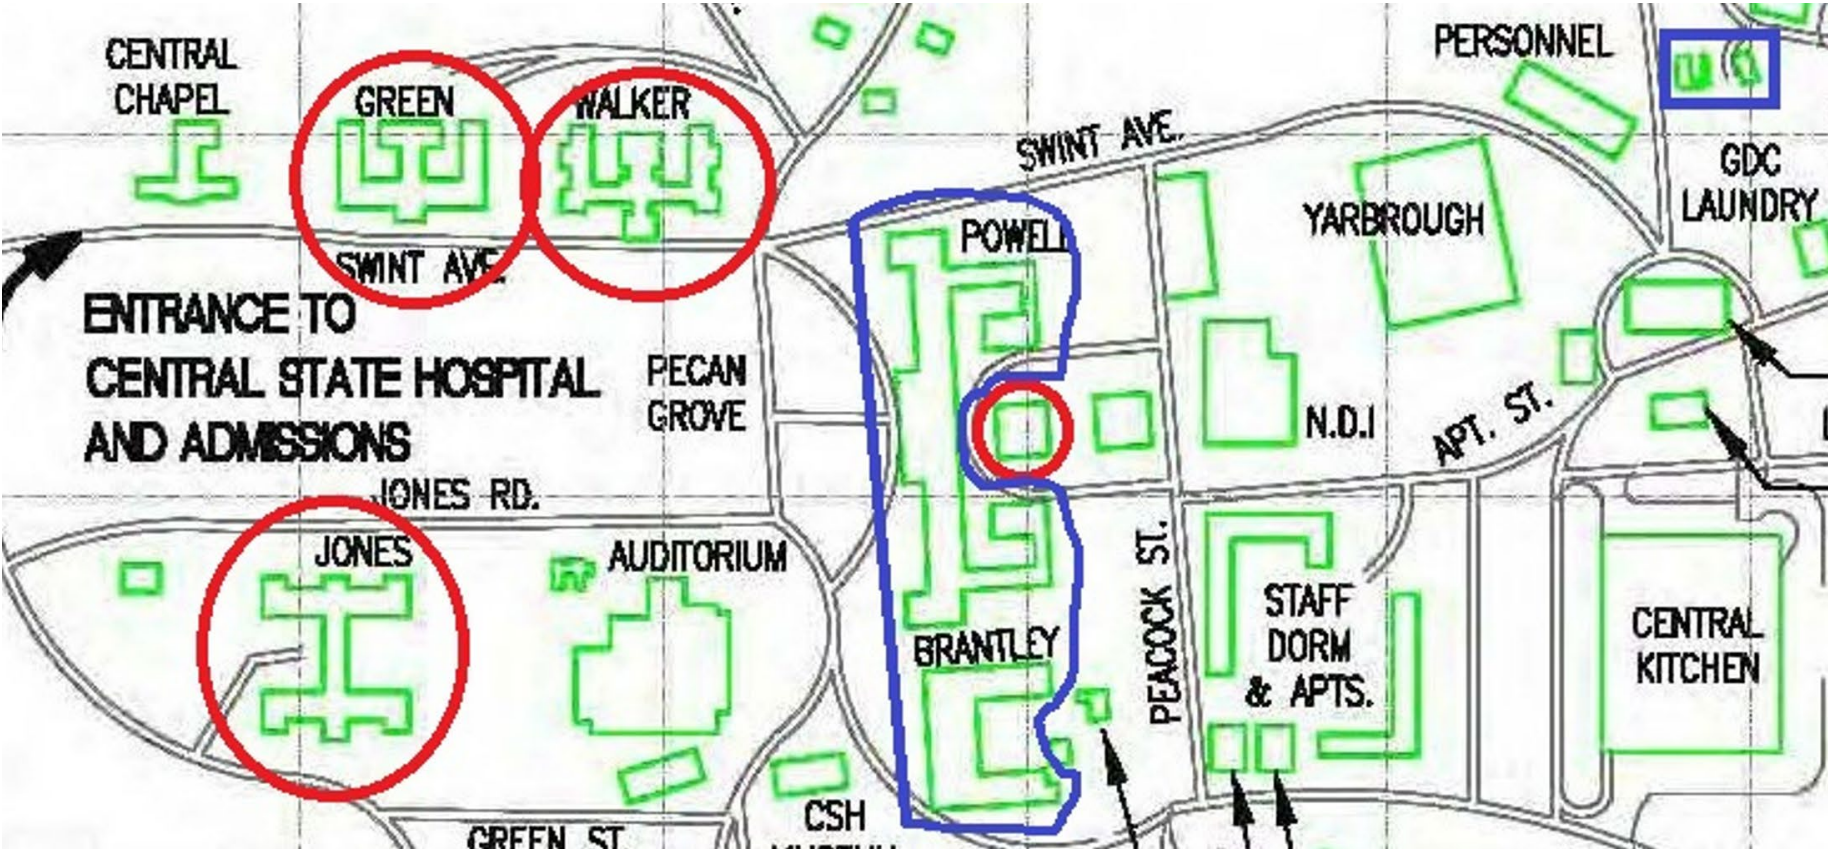 CENTRAL
CHAPEL
GREEN
WALKER
SWINT AVE.
PERSONNEL
GDC
LAUNDRY
SWINT AVE.
POWELL
YARBROUGH
ENTRANCE TO
CENTRAL STATE HOSPITAL
AND ADMISSIONS
PECAN
GROVE
N.D.I
APT. ST.
JONES RD.
JONES
AUDITORIUM
BRANTLEY
PEACOCK ST.
STAFF
DORM
& APTS.
CENTRAL
KITCHEN
GREEN ST.
CSH
MUSEUM